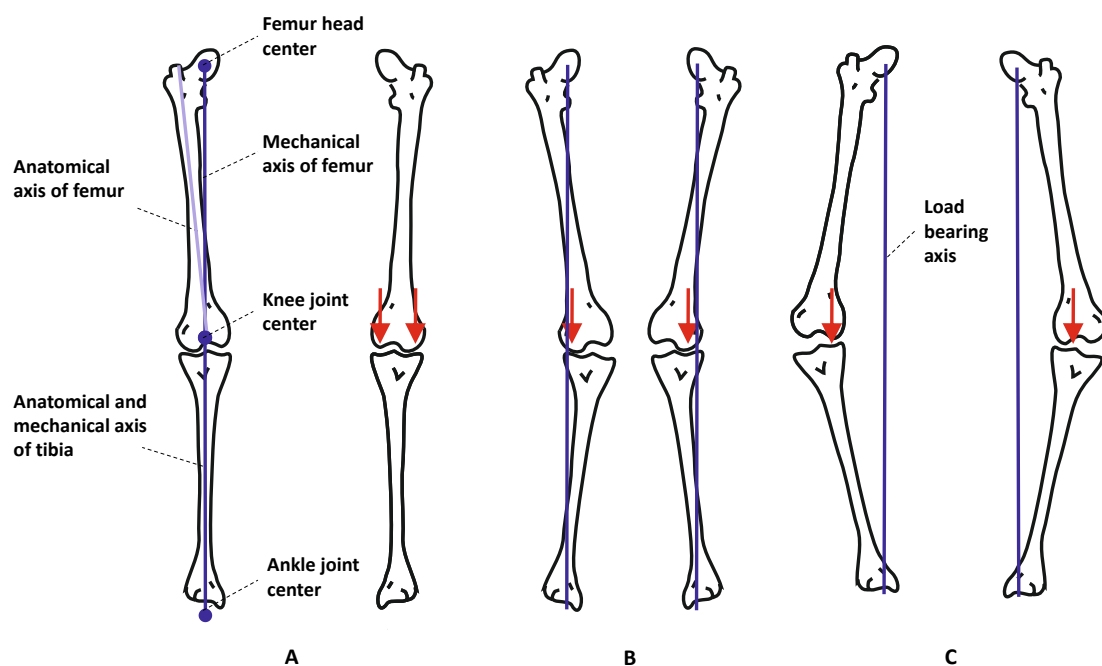 Femur head
center
Mechanical
axis of femur
Anatomical
axis of femur
Load
bearing
axis
Knee joint
center
Anatomical and
mechanical axis
of tibia
Ankle joint
center
A
B
C